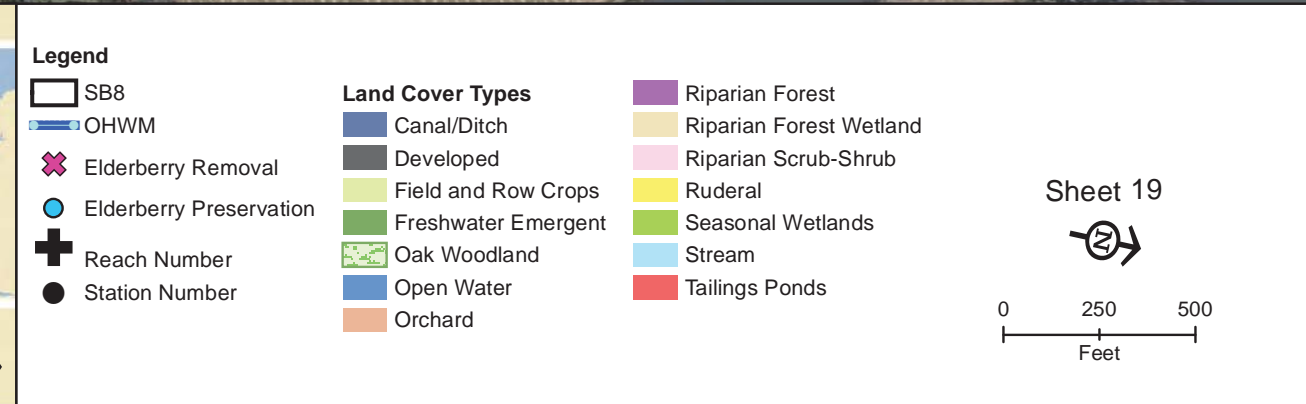 Legend
SB8
OHWM
Elderberry Removal
Elderberry Preservation
Reach Number
Station Number
Land Cover Types
Canal/Ditch
Developed
Field and Row Crops
Freshwater Emergent
Oak Woodland
Open Water
Orchard
Riparian Forest
Riparian Forest Wetland
Riparian Scrub-Shrub
Ruderal
Seasonal Wetlands
Stream
Tailings Ponds
Sheet 19
N
0 250 500
Feet